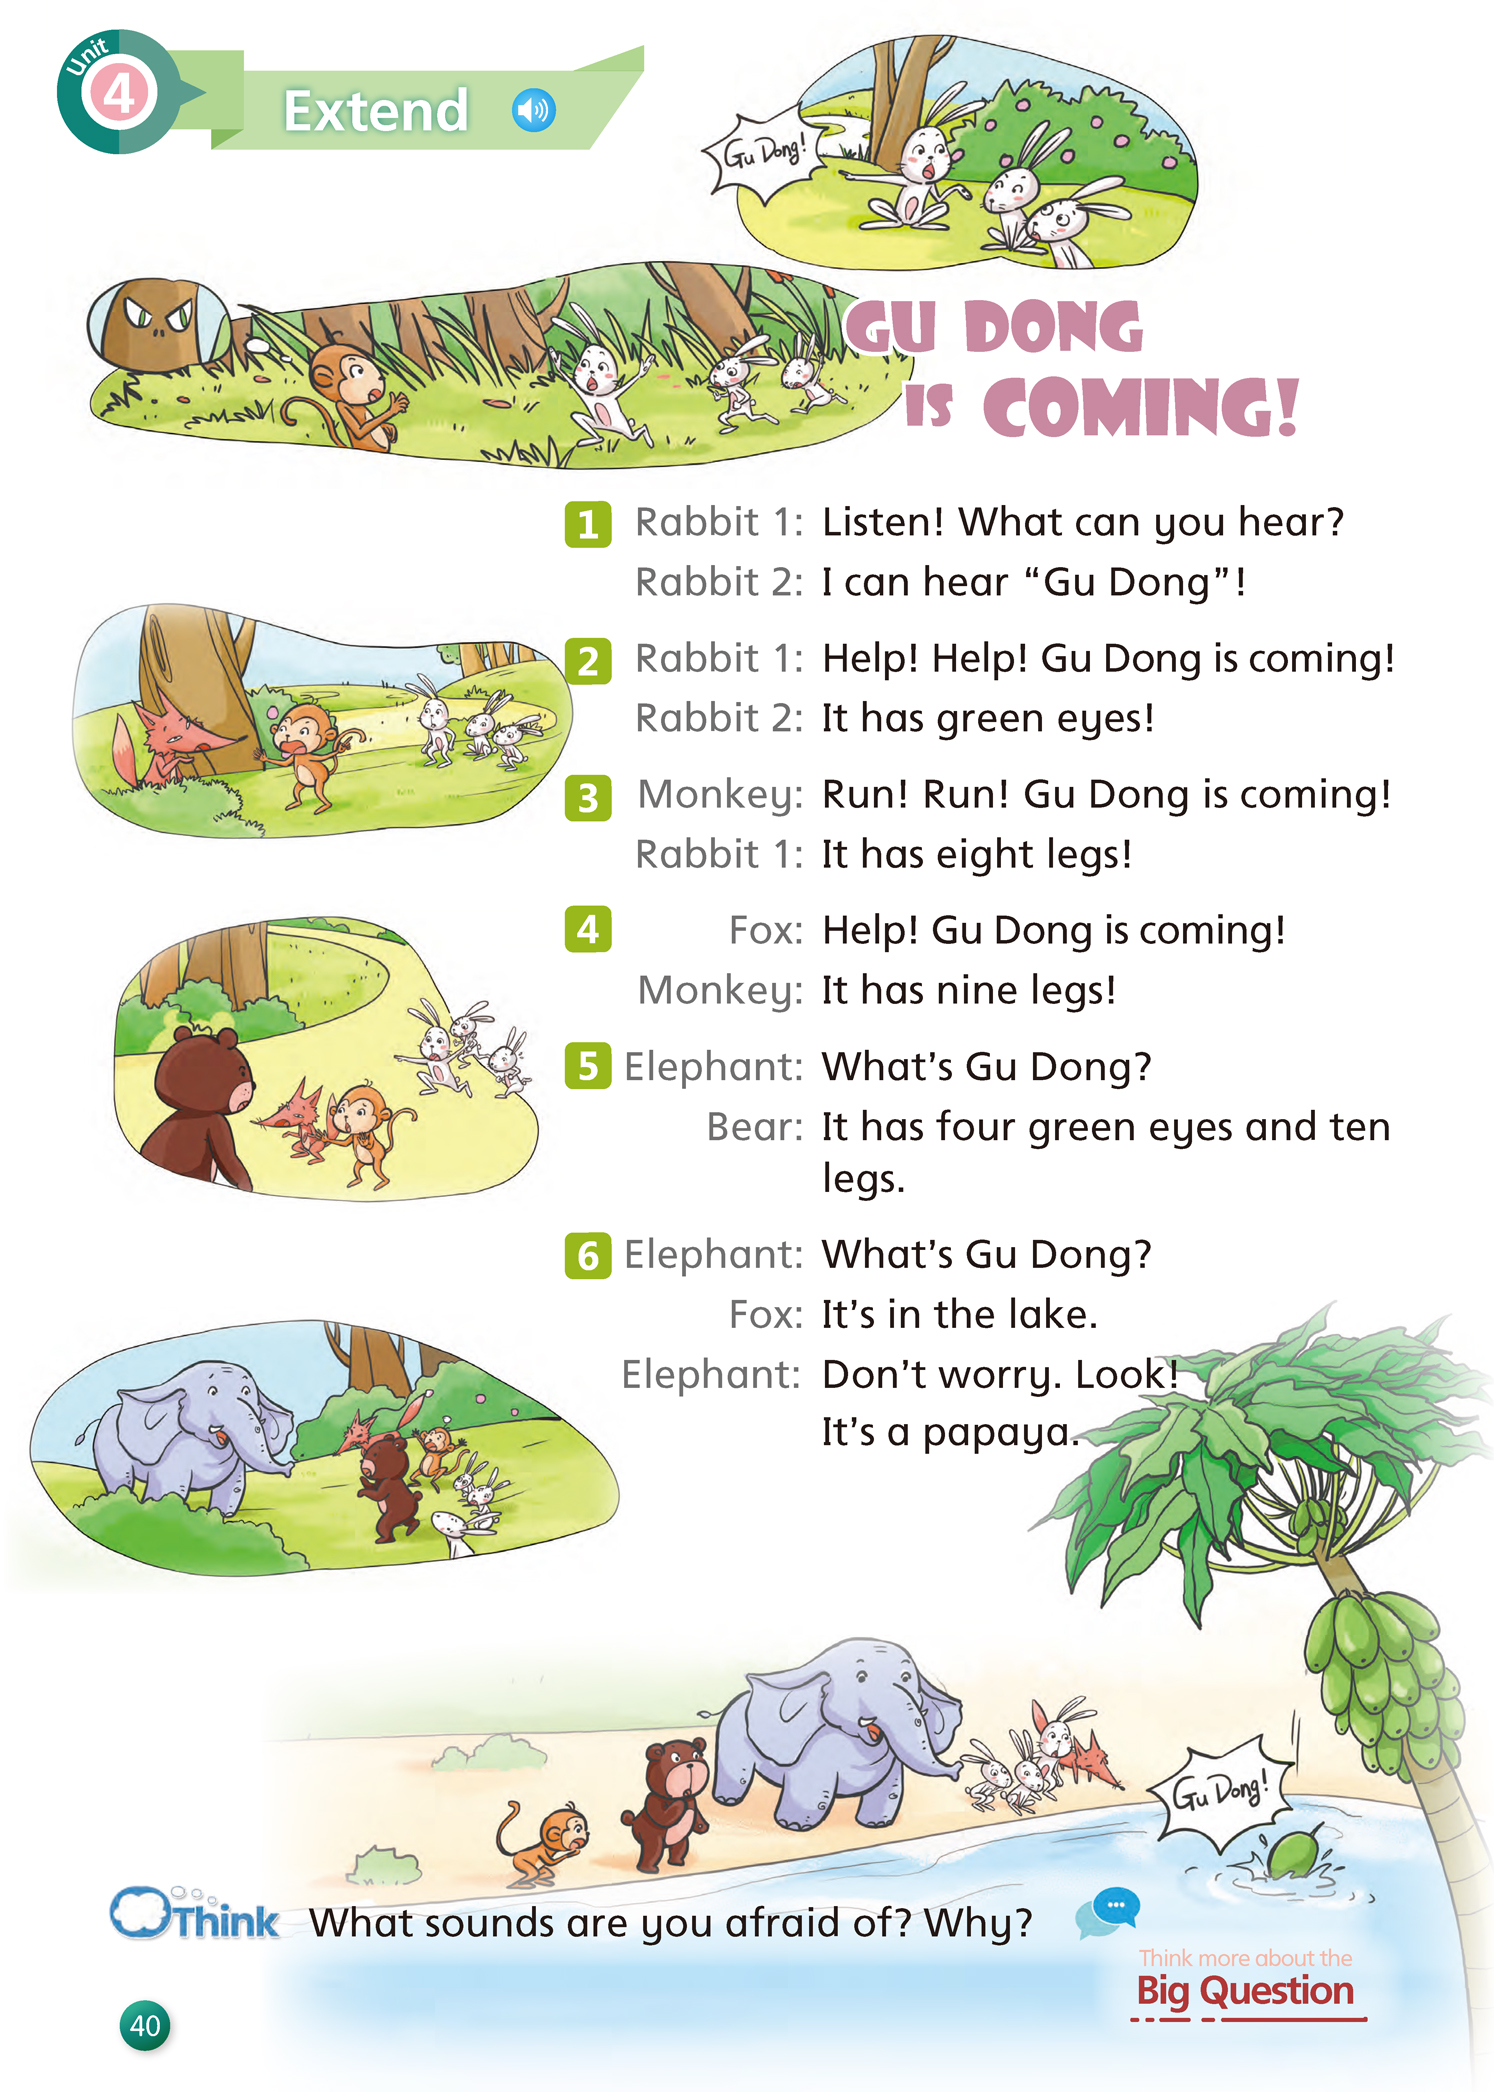 Unit
4
Extend
Gu Dong!
GU DONG
IS COMING!
1 Rabbit 1: Listen! What can you hear?
Rabbit 2: I can hear “Gu Dong”!
2 Rabbit 1: Help! Help! Gu Dong is coming!
Rabbit 2: It has green eyes!
3 Monkey: Run! Run! Gu Dong is coming!
Rabbit 1: It has eight legs!
4 Fox: Help! Gu Dong is coming!
Monkey: It has nine legs!
5 Elephant: What’s Gu Dong?
Bear: It has four green eyes and ten
legs.
6 Elephant: What’s Gu Dong?
Fox: It’s in the lake.
Elephant: Don’t worry. Look!
It’s a papaya.
Gu Dong!
Think What sounds are you afraid of? Why?
Think more about the
Big Question
40